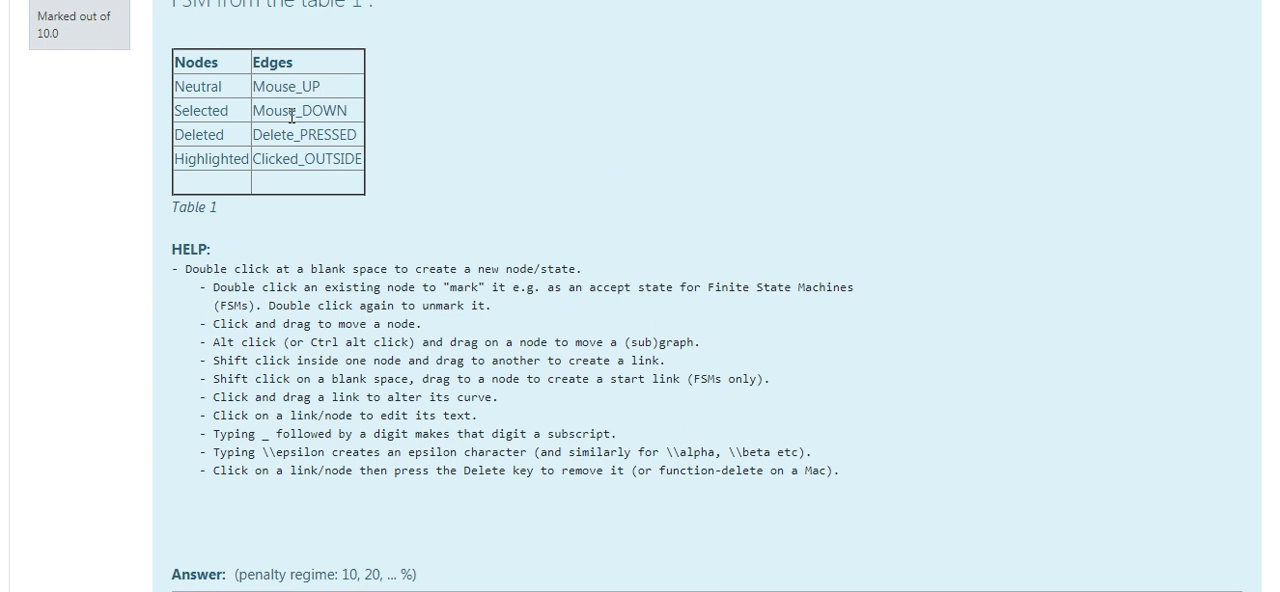 Marked out of
10.0
FSM from the table 1 .
Nodes Edges
Neutral Mouse_UP
Selected Mouse_DOWN
Deleted Delete_PRESSED
Highlighted Clicked_OUTSIDE
Table 1
HELP:
- Double click at a blank space to create a new node/state.
- Double click an existing node to "mark" it e.g. as an accept state for Finite State Machines
(FSMs). Double click again to unmark it.
- Click and drag to move a node.
- Alt click (or Ctrl alt click) and drag on a node to move a (sub)graph.
- Shift click inside one node and drag to another to create a link.
- Shift click on a blank space, drag to a node to create a start link (FSMs only).
- Click and drag a link to alter its curve.
- Click on a link/node to edit its text.
- Typing _ followed by a digit makes that digit a subscript.
- Typing \\epsilon creates an epsilon character (and similarly for \\alpha, \\beta etc).
- Click on a link/node then press the Delete key to remove it (or function-delete on a Mac).
Answer: (penalty regime: 10, 20, ... %)